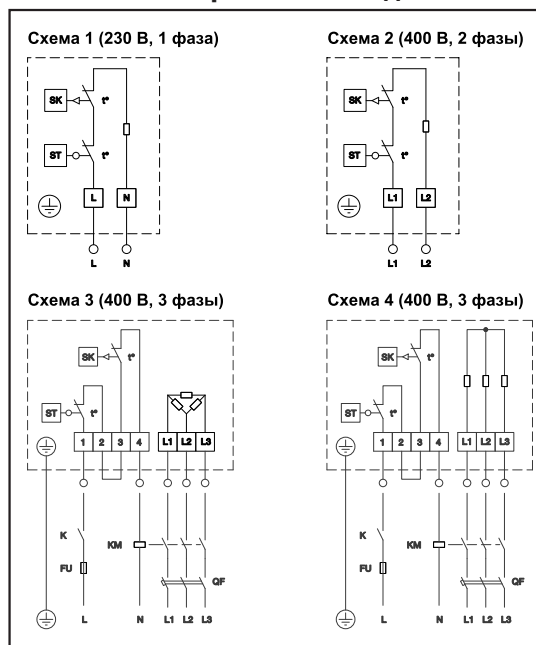 Схема 1 (230 В, 1 фаза)
SK
t°
ST
t°
L
N
L
N
Схема 2 (400 В, 2 фазы)
SK
t°
ST
t°
L1
L2
L1
L2
Схема 3 (400 В, 3 фазы)
SK
t°
ST
t°
1 2 3 4 L1 L2 L3
K
KM
FU
QF
L N L1 L2 L3
Схема 4 (400 В, 3 фазы)
SK
t°
ST
t°
1 2 3 4 L1 L2 L3
K
KM
FU
QF
L N L1 L2 L3